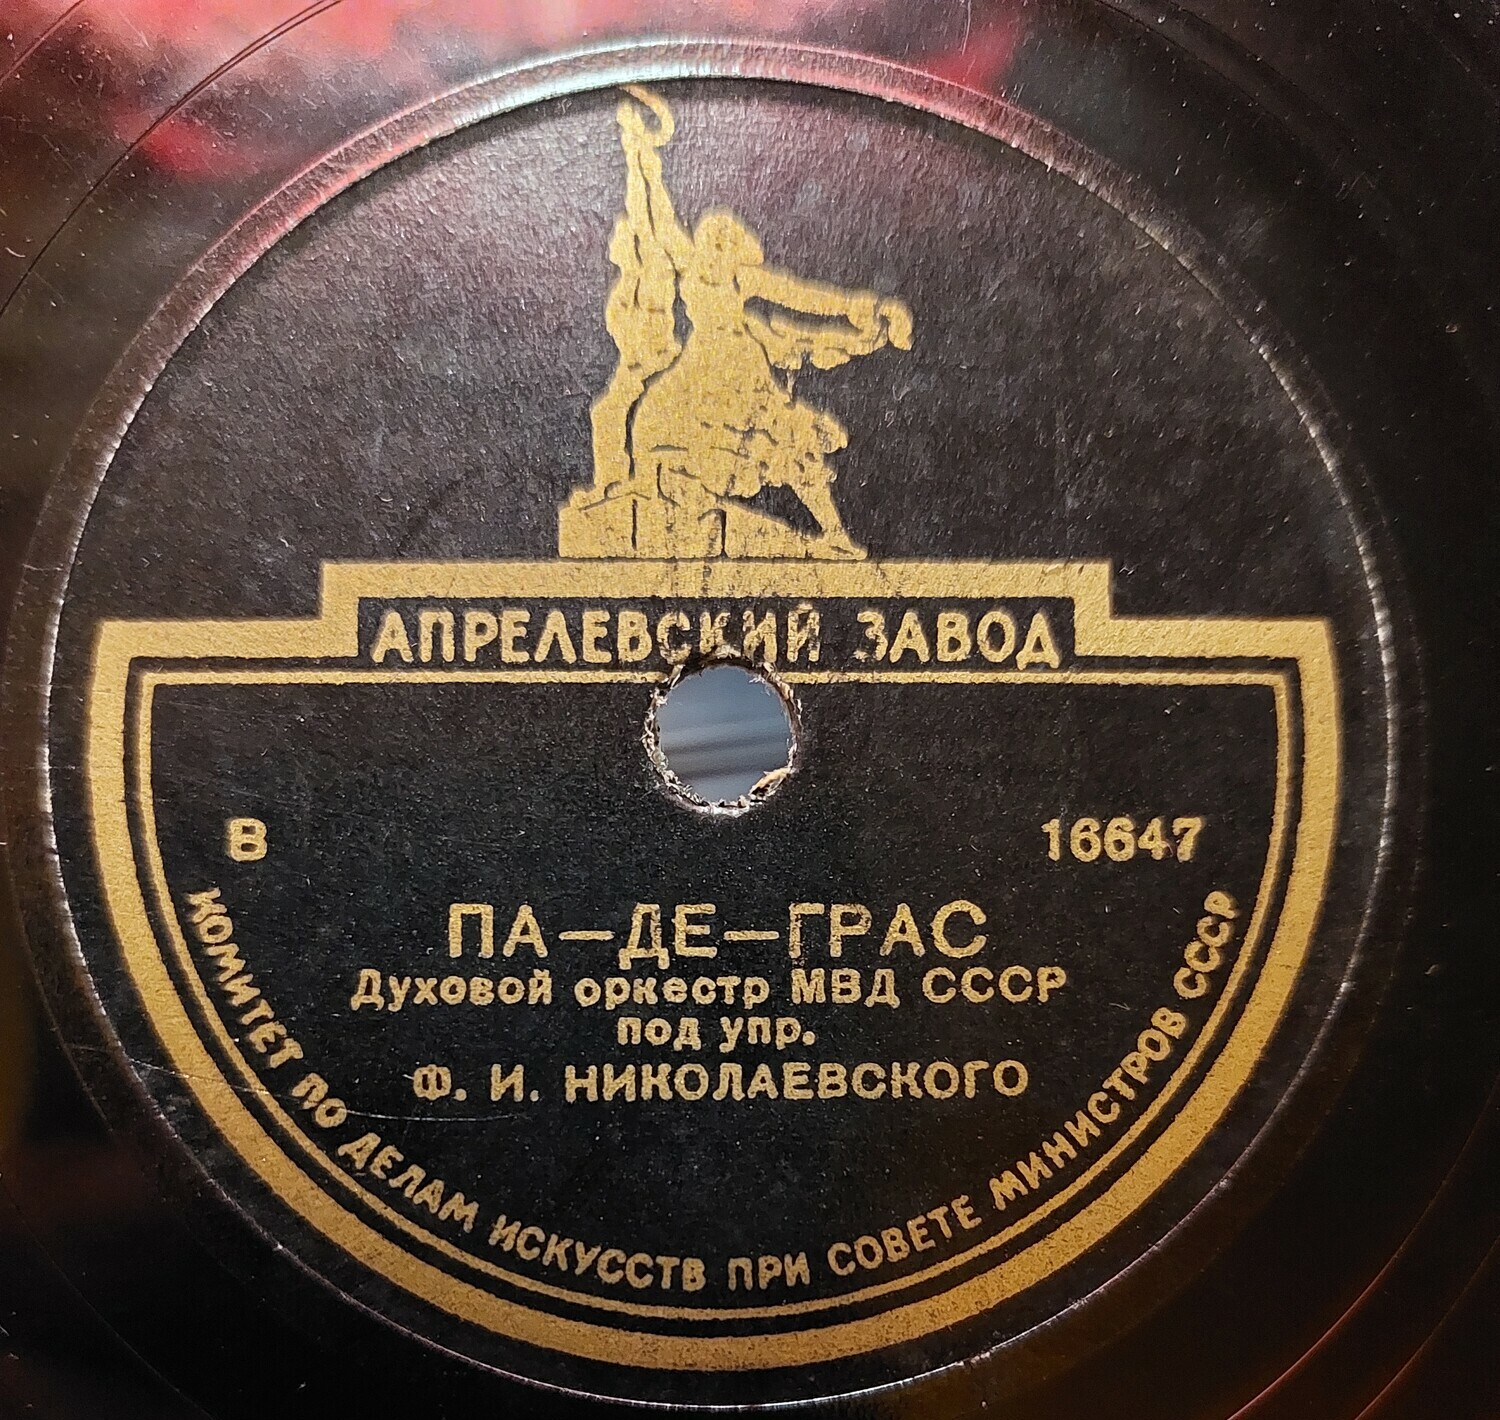 АПРЕЛЕВСКИЙ ЗАВОД
В 16647
ПА—ДЕ—ГРАС
Духовой оркестр МВД СССР
под упр.
Ф. И. НИКОЛАЕВСКОГО
КОМИТЕТ ПО ДЕЛАМ ИСКУССТВ ПРИ СОВЕТЕ МИНИСТРОВ СССР